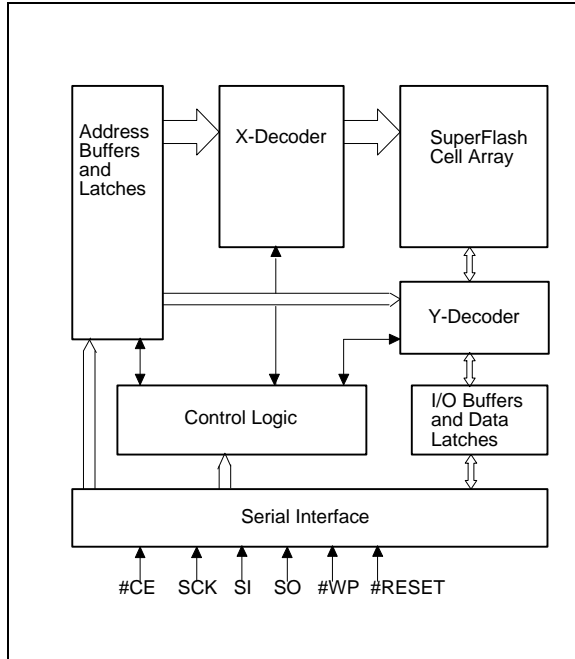 Address
Buffers
and
Latches
X-Decoder
SuperFlash
Cell Array
Y-Decoder
Control Logic
I/O Buffers
and Data
Latches
Serial Interface
#CE SCK SI SO #WP #RESET